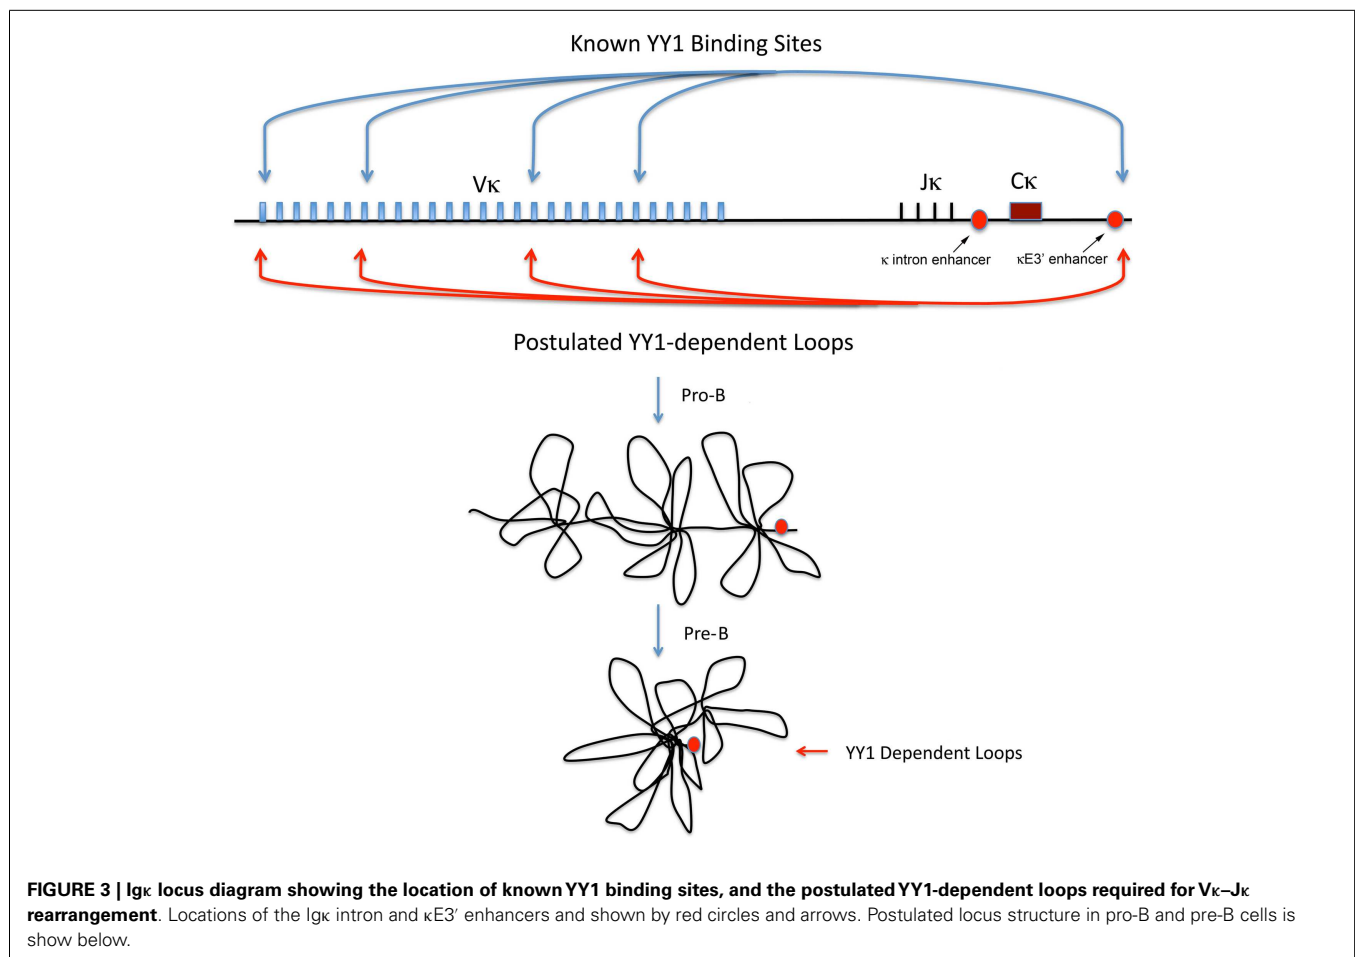 Known YY1 Binding Sites
Vκ
Jκ
Cκ
κ intron enhancer
κE3' enhancer
Postulated YY1-dependent Loops
Pro-B
Pre-B
YY1 Dependent Loops
FIGURE 3 | Igκ locus diagram showing the location of known YY1 binding sites, and the postulated YY1-dependent loops required for Vκ–Jκ
rearrangement. Locations of the Igκ intron and κE3′ enhancers and shown by red circles and arrows. Postulated locus structure in pro-B and pre-B cells is
show below.